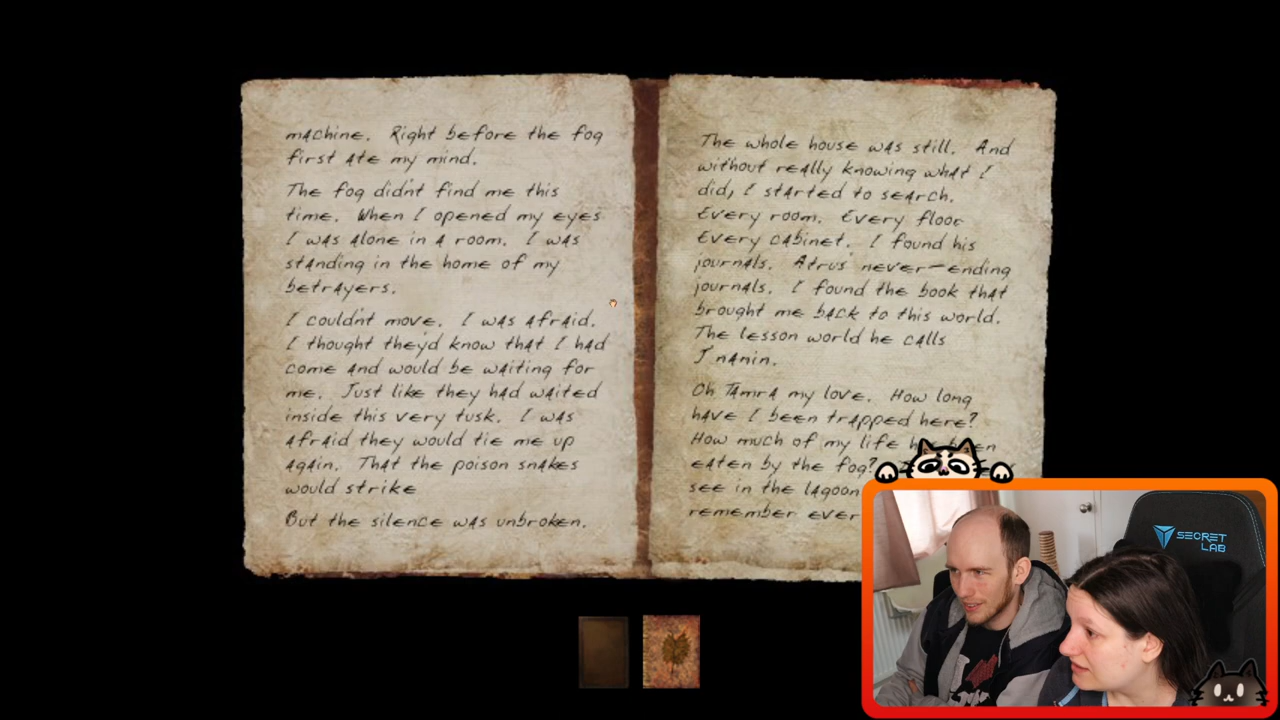 machine. Right before the fog
first ate my mind.
The fog didn't find me this
time. When I opened my eyes
I was alone in a room. I was
standing in the home of my
betrayers.
I couldn't move. I was afraid.
I thought they'd know that I had
come and would be waiting for
me. Just like they had waited
inside this very tusk. I was
afraid they would tie me up
again. That the poison snakes
would strike
But the silence was unbroken.
The whole house was still. And
without really knowing what I
did, I started to search.
Every room. Every floor
Every cabinet. I found his
journals. Atrus' never-ending
journals. I found the book that
brought me back to this world.
The lesson world he calls
J'nanin.
Oh Tamra my love. How long
have I been trapped here?
How much of my life
eaten by the fog?
see in the lagoon
remember ever
SECRET
LAB